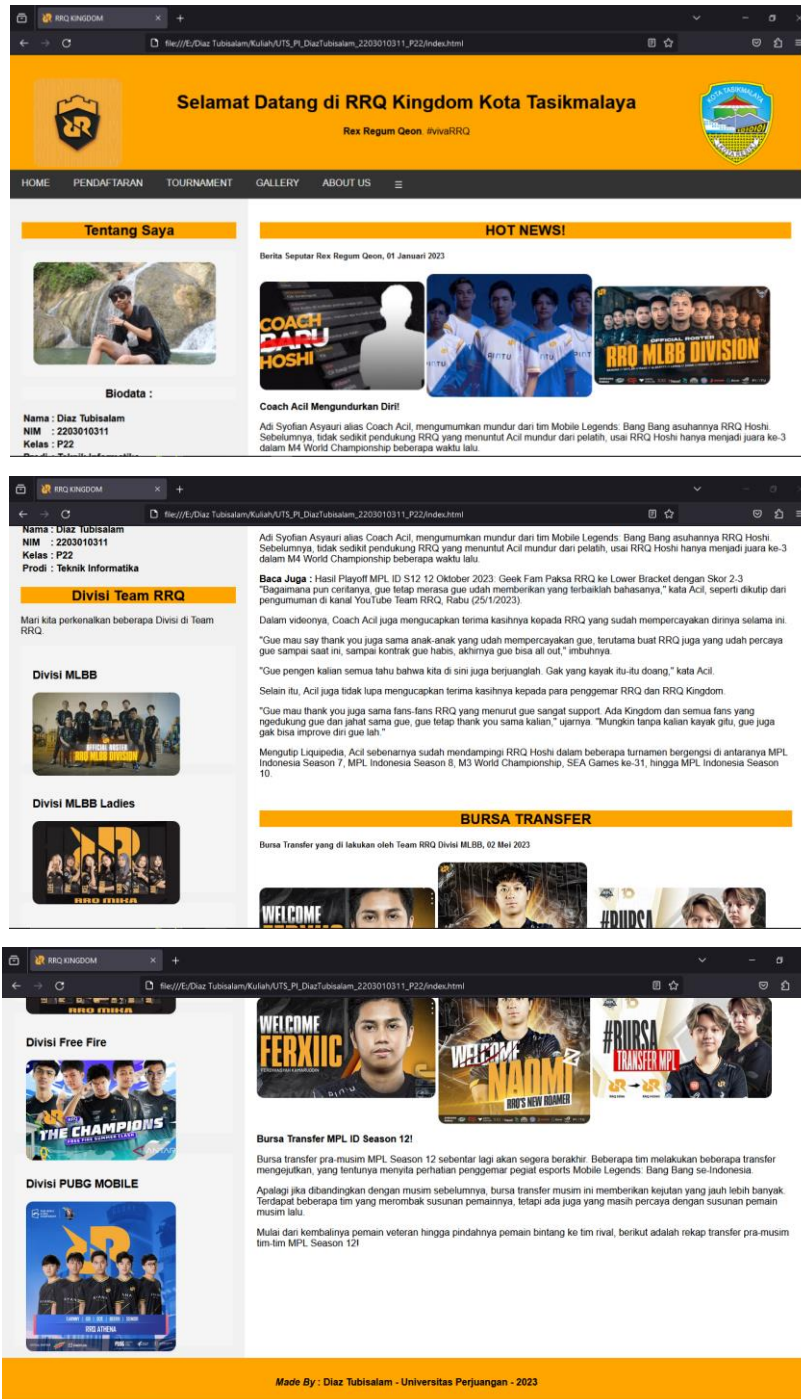 RRQ KINGDOM
file:///E:/Diaz Tubisalam/Kuliah/UTS_PI_DiazTubisalam_2203010311_P22/index.html
Selamat Datang di RRQ Kingdom Kota Tasikmalaya
Rex Regum Qeon. #vivaRRQ
KOTA TASIKMALAYA
HOME PENDAFTARAN TOURNAMENT GALLERY ABOUT US
Tentang Saya
Biodata :
Nama : Diaz Tubisalam
NIM : 2203010311
Kelas : P22
Prodi : Teknik Informatika
HOT NEWS!
Berita Seputar Rex Regum Qeon, 01 Januari 2023
COACH
BARU
HOSHI
OFFICIAL ROSTER
RRQ MLBB DIVISION
Coach Acil Mengundurkan Diri!
Adi Syofian Asyauri alias Coach Acil, mengumumkan mundur dari tim Mobile Legends: Bang Bang asuhannya RRQ Hoshi.
Sebelumnya, tidak sedikit pendukung RRQ yang menuntut Acil mundur dari pelatih, usai RRQ Hoshi hanya menjadi juara ke-3
dalam M4 World Championship beberapa waktu lalu.
RRQ KINGDOM
file:///E:/Diaz Tubisalam/Kuliah/UTS_PI_DiazTubisalam_2203010311_P22/index.html
Nama : Diaz Tubisalam
NIM : 2203010311
Kelas : P22
Prodi : Teknik Informatika
Divisi Team RRQ
Mari kita perkenalkan beberapa Divisi di Team
RRQ.
Divisi MLBB
OFFICIAL ROSTER
RRQ MLBB DIVISION
Divisi MLBB Ladies
RRQ MIKA
Adi Syofian Asyauri alias Coach Acil, mengumumkan mundur dari tim Mobile Legends: Bang Bang asuhannya RRQ Hoshi.
Sebelumnya, tidak sedikit pendukung RRQ yang menuntut Acil mundur dari pelatih, usai RRQ Hoshi hanya menjadi juara ke-3
dalam M4 World Championship beberapa waktu lalu.
Baca Juga : Hasil Playoff MPL ID S12 12 Oktober 2023: Geek Fam Paksa RRQ ke Lower Bracket dengan Skor 2-3
"Bagaimana pun ceritanya, gue tetap merasa gue udah memberikan yang terbaiklah bahasanya," kata Acil, seperti dikutip dari
pengumuman di kanal YouTube Team RRQ, Rabu (25/1/2023).
Dalam videonya, Coach Acil juga mengucapkan terima kasihnya kepada RRQ yang sudah mempercayakan dirinya selama ini.
"Gue mau say thank you juga sama anak-anak yang udah mempercayakan gue, terutama buat RRQ juga yang udah percaya
gue sampai saat ini, sampai kontrak gue habis, akhirnya gue bisa all out," imbuhnya.
"Gue pengen kalian semua tahu bahwa kita di sini juga berjuanglah. Gak yang kayak itu-itu doang," kata Acil.
Selain itu, Acil juga tidak lupa mengucapkan terima kasihnya kepada para penggemar RRQ dan RRQ Kingdom.
"Gue mau thank you juga sama fans-fans RRQ yang menurut gue sangat support. Ada Kingdom dan semua fans yang
ngedukung gue dan jahat sama gue, gue tetap thank you sama kalian," ujarnya. "Mungkin tanpa kalian kayak gitu, gue juga
gak bisa improve diri gue lah."
Mengutip Liquipedia, Acil sebenarnya sudah mendampingi RRQ Hoshi dalam beberapa turnamen bergengsi di antaranya MPL
Indonesia Season 7, MPL Indonesia Season 8, M3 World Championship, SEA Games ke-31, hingga MPL Indonesia Season
10.
BURSA TRANSFER
Bursa Transfer yang di lakukan oleh Team RRQ Divisi MLBB, 02 Mei 2023
WELCOME
#BURSA
RRQ KINGDOM
file:///E:/Diaz Tubisalam/Kuliah/UTS_PI_DiazTubisalam_2203010311_P22/index.html
RRQ MIKA
Divisi Free Fire
THE CHAMPIONS
Divisi PUBG MOBILE
RRQ ATHENA
WELCOME
FERXIIC
WELCOME
NAOMI
RRQ'S NEW ROAMER
#BURSA
TRANSFER MPL
Bursa Transfer MPL ID Season 12!
Bursa transfer pra-musim MPL Season 12 sebentar lagi akan segera berakhir. Beberapa tim melakukan beberapa transfer
mengejutkan, yang tentunya menyita perhatian penggemar pegiat esports Mobile Legends: Bang Bang se-Indonesia.
Apalagi jika dibandingkan dengan musim sebelumnya, bursa transfer musim ini memberikan kejutan yang jauh lebih banyak.
Terdapat beberapa tim yang merombak susunan pemainnya, tetapi ada juga yang masih percaya dengan susunan pemain
musim lalu.
Mulai dari kembalinya pemain veteran hingga pindahnya pemain bintang ke tim rival, berikut adalah rekap transfer pra-musim
tim-tim MPL Season 12!
Made By : Diaz Tubisalam - Universitas Perjuangan - 2023